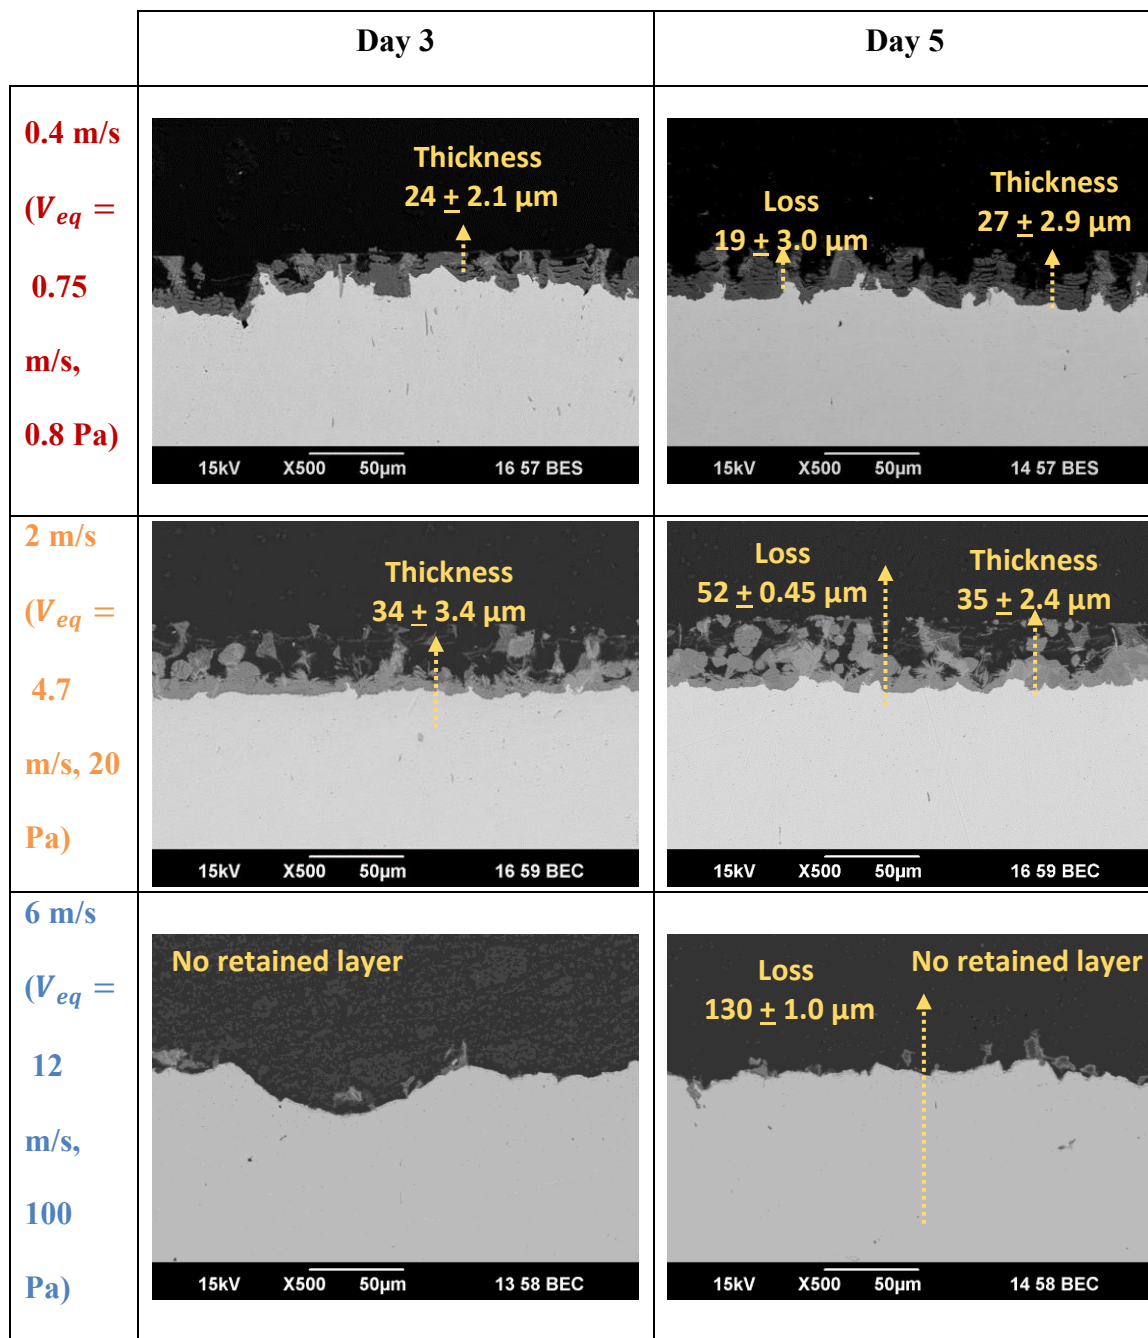 Day 3
Day 5
0.4 m/s
(V_eq =
0.75
m/s,
0.8 Pa)
Thickness
24 ± 2.1 µm
15kV X500 50µm 16 57 BES
Loss
19 ± 3.0 µm
Thickness
27 ± 2.9 µm
15kV X500 50µm 14 57 BES
2 m/s
(V_eq =
4.7
m/s, 20
Pa)
Thickness
34 ± 3.4 µm
15kV X500 50µm 16 59 BEC
Loss
52 ± 0.45 µm
Thickness
35 ± 2.4 µm
15kV X500 50µm 16 59 BEC
6 m/s
(V_eq =
12
m/s,
100
Pa)
No retained layer
15kV X500 50µm 13 58 BEC
Loss
130 ± 1.0 µm
No retained layer
15kV X500 50µm 14 58 BEC